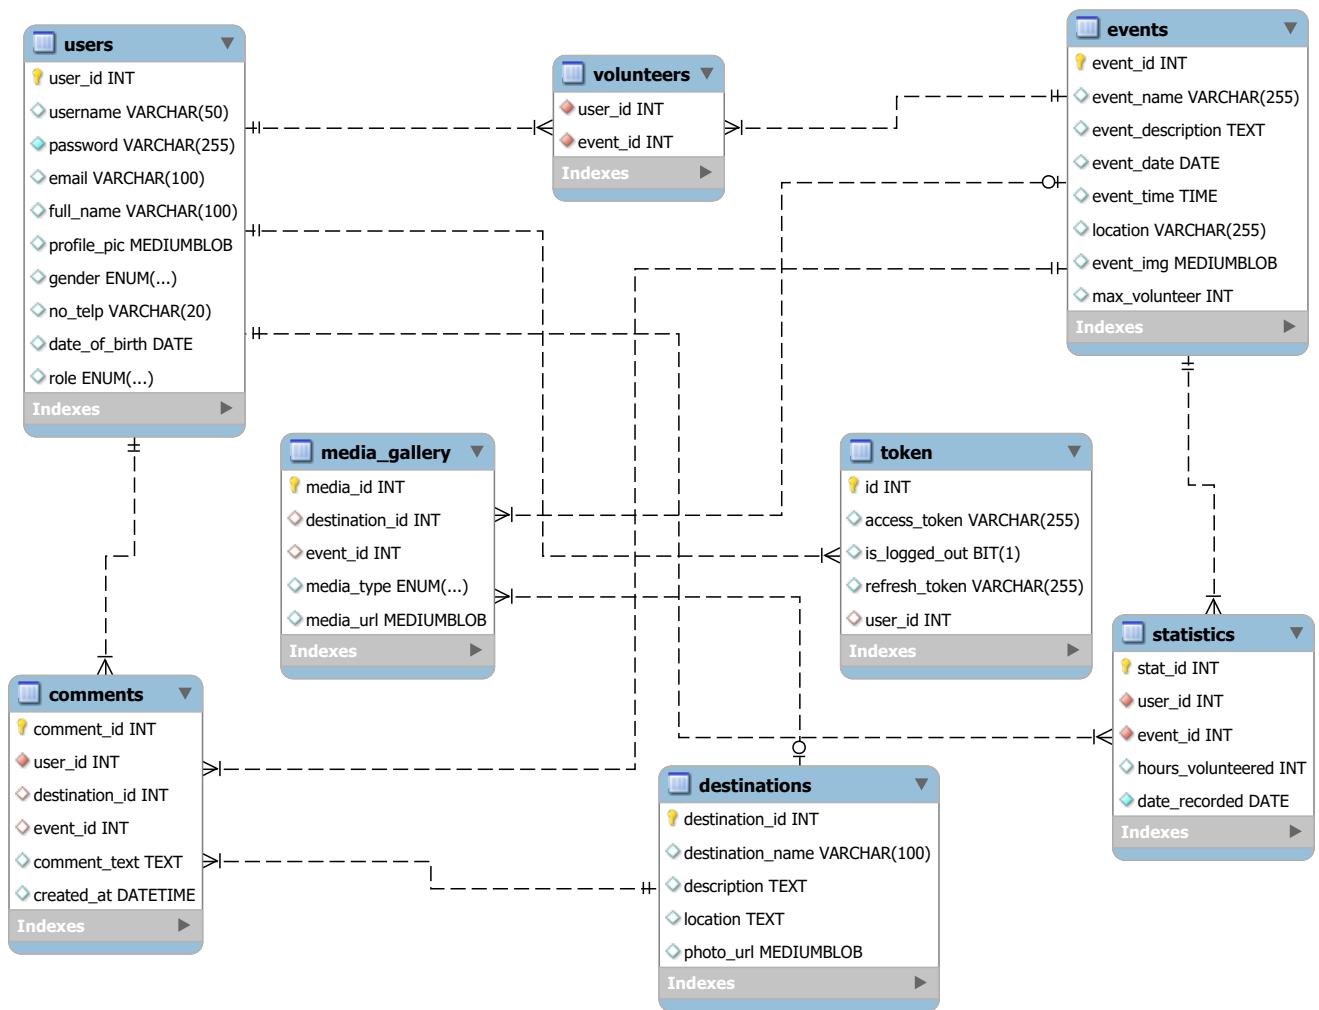 users
user_id INT
username VARCHAR(50)
password VARCHAR(255)
email VARCHAR(100)
full_name VARCHAR(100)
profile_pic MEDIUMBLOB
gender ENUM(...)
no_telp VARCHAR(20)
date_of_birth DATE
role ENUM(...)
Indexes
volunteers
user_id INT
event_id INT
Indexes
events
event_id INT
event_name VARCHAR(255)
event_description TEXT
event_date DATE
event_time TIME
location VARCHAR(255)
event_img MEDIUMBLOB
max_volunteer INT
Indexes
media_gallery
media_id INT
destination_id INT
event_id INT
media_type ENUM(...)
media_url MEDIUMBLOB
Indexes
token
id INT
access_token VARCHAR(255)
is_logged_out BIT(1)
refresh_token VARCHAR(255)
user_id INT
Indexes
statistics
stat_id INT
user_id INT
event_id INT
hours_volunteered INT
date_recorded DATE
Indexes
comments
comment_id INT
user_id INT
destination_id INT
event_id INT
comment_text TEXT
created_at DATETIME
Indexes
destinations
destination_id INT
destination_name VARCHAR(100)
description TEXT
location TEXT
photo_url MEDIUMBLOB
Indexes